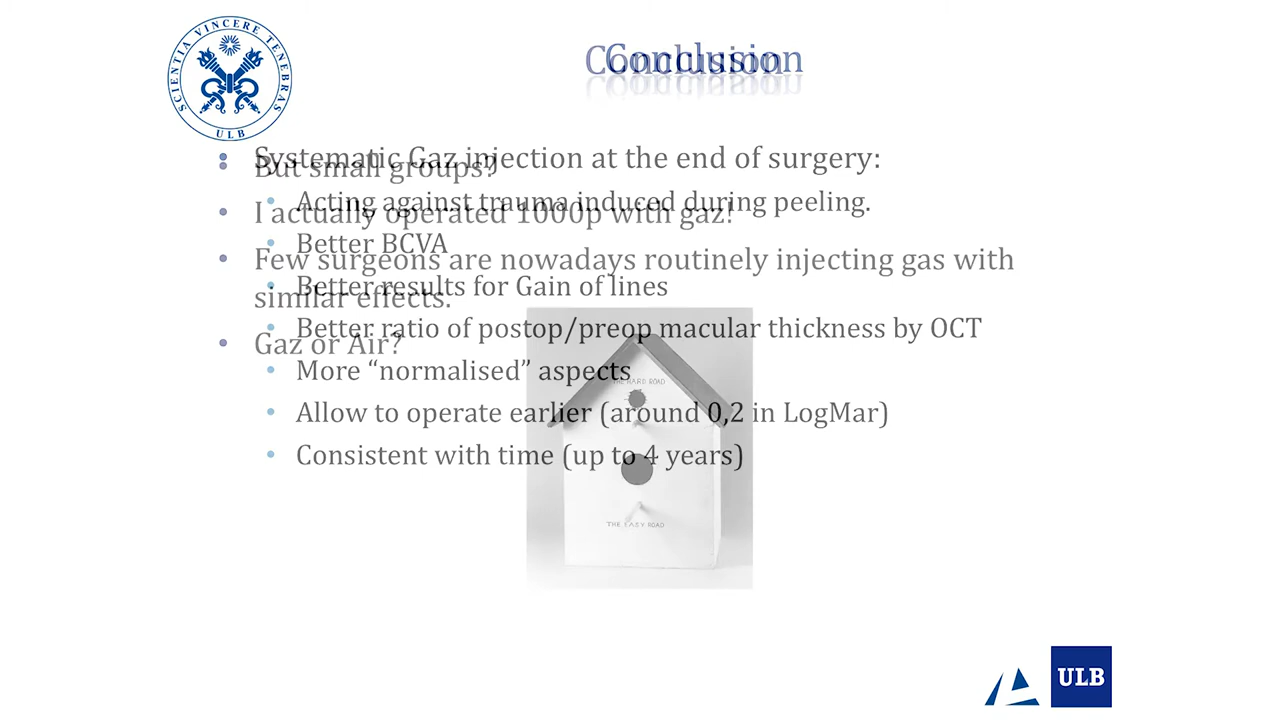 SCIENTIA VINCERE TENEBRAS
ULB
Conclusion
Conclusion
• Systematic Gaz injection at the end of surgery:
• Acting against trauma induced during peeling.
• Better BCVA
• Better results for Gain of lines
• Better ratio of postop/preop macular thickness by OCT
• More “normalised” aspects
• Allow to operate earlier (around 0,2 in LogMar)
• Consistent with time (up to 4 years)
• But small groups?
• I actually operated 1000p with gaz!
• Few surgeons are nowadays routinely injecting gas with
similar effects.
• Gaz or Air?
THE HARD ROAD
THE EASY ROAD
ULB